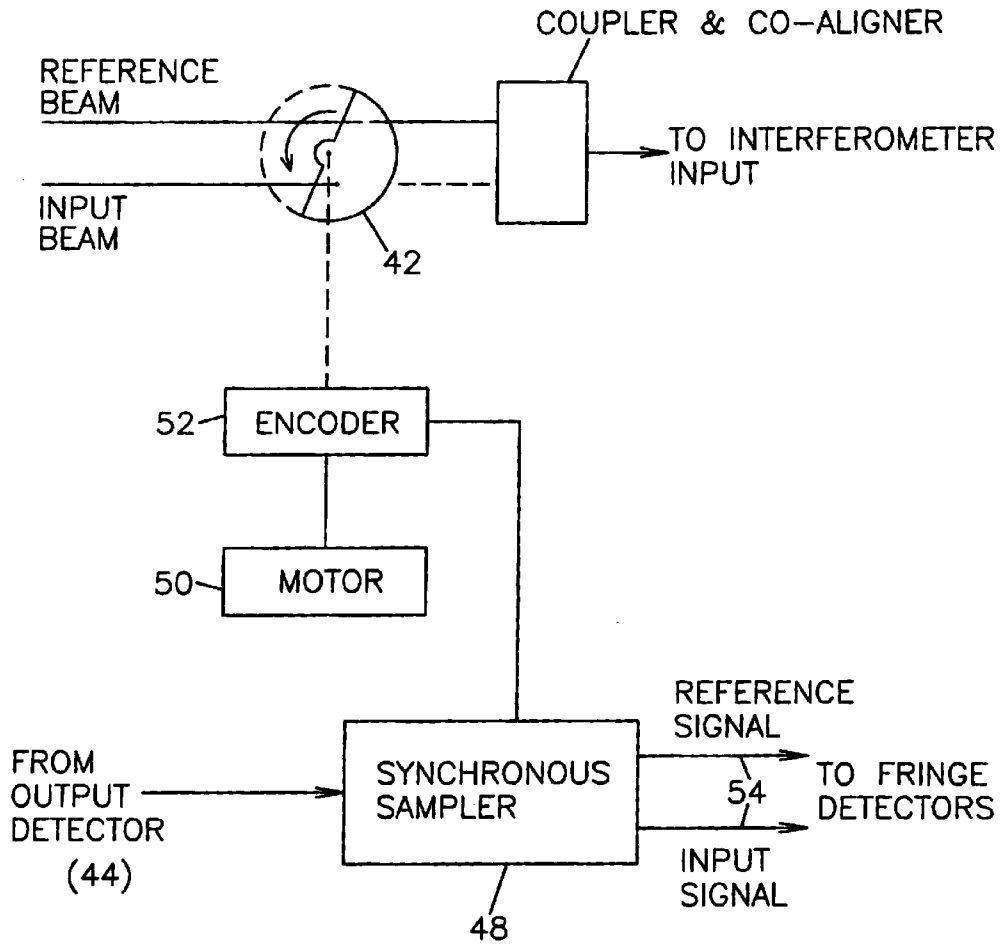 COUPLER & CO-ALIGNER
REFERENCE
BEAM
TO INTERFEROMETER
INPUT
INPUT
BEAM
42
52
ENCODER
50
MOTOR
REFERENCE
SIGNAL
FROM
OUTPUT
DETECTOR
(44)
SYNCHRONOUS
SAMPLER
54
TO FRINGE
DETECTORS
INPUT
SIGNAL
48